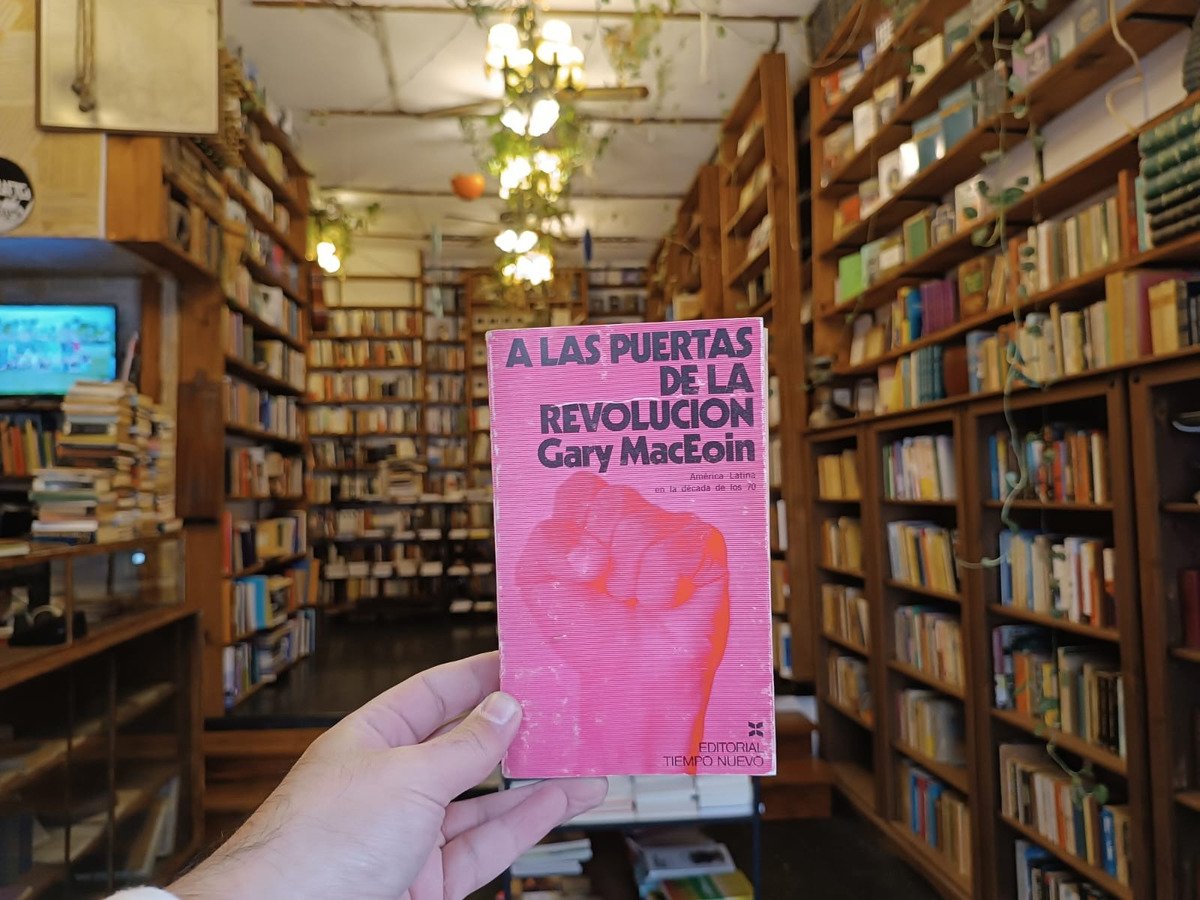 A LAS PUERTAS
DE LA
REVOLUCION
Gary MacEoin
América Latina
en la década de los 70
EDITORIAL
TIEMPO NUEVO